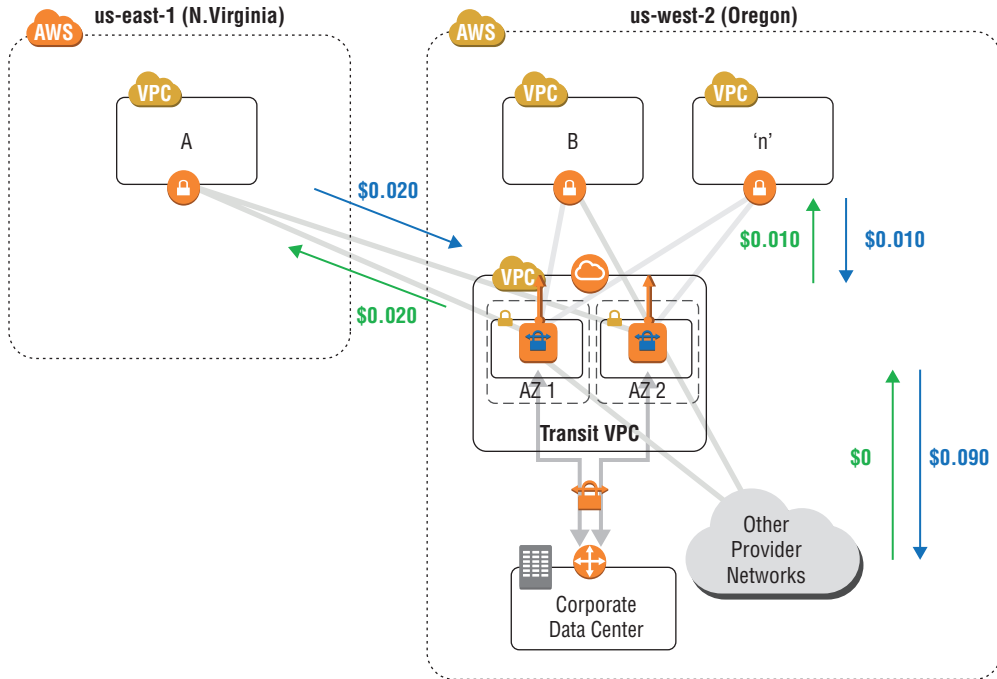 us-east-1 (N.Virginia)
us-west-2 (Oregon)
AWS
AWS
VPC
VPC
VPC
A
B
‘n’
$0.020
$0.010
$0.010
VPC
$0.020
AZ 1
AZ 2
Transit VPC
$0
$0.090
Other
Provider
Networks
Corporate
Data Center